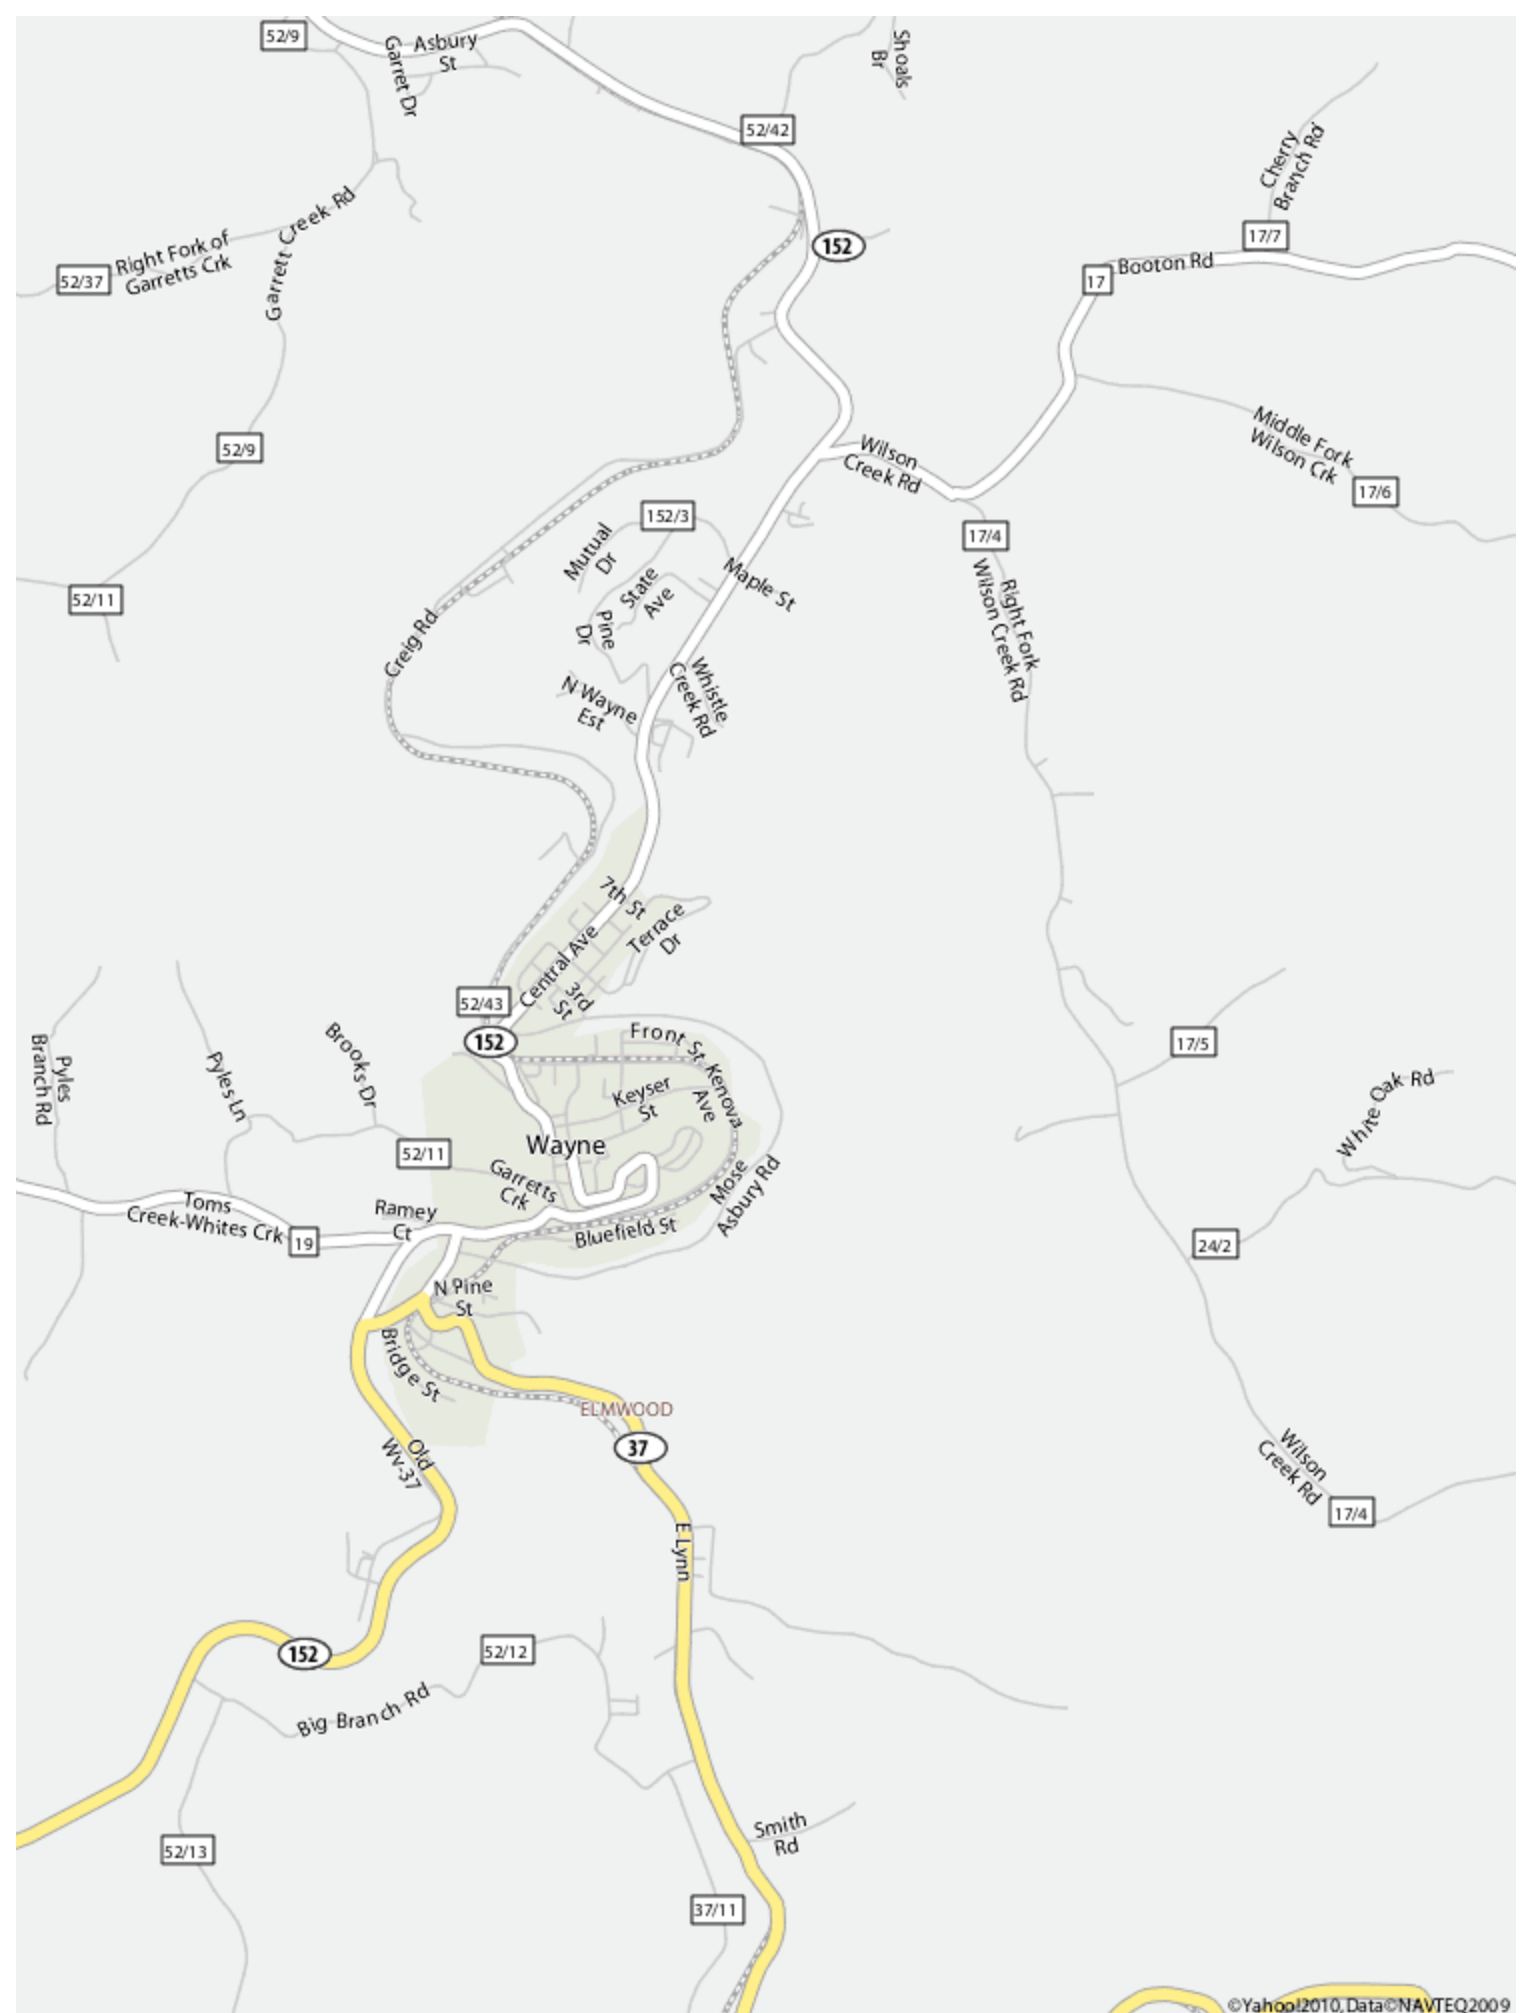 52/9
Asbury
St
Garret Dr
Shoals
Br
52/42
Cherry
Branch Rd
152
17/7
Right Fork of
Garretts Crk
52/37
Garrett Creek Rd
17
Booton Rd
52/9
Wilson
Creek Rd
Middle Fork
Wilson Crk
17/6
152/3
17/4
Mutual
Dr
Maple St
State
Ave
52/11
Pine
Dr
Right Fork
Wilson Creek Rd
Creig Rd
Whistle
Creek Rd
N Wayne
Est
7th St
Terrace
Dr
Central Ave
3rd
St
52/43
152
Front St
Kenova
Ave
17/5
Pyles
Branch Rd
Pyles Ln
Brooks Dr
Keyser
St
White Oak Rd
Wayne
52/11
Garretts
Crk
Mose
Asbury Rd
Toms
Creek-Whites Crk
19
Ramey
Ct
Bluefield St
24/2
N Pine
St
Bridge St
ELMWOOD
37
Old
Wv-37
Wilson
Creek Rd
17/4
E Lynn
152
52/12
Big Branch Rd
Smith
Rd
52/13
37/11
©Yahoo!2010, Data©NAVTEQ2009